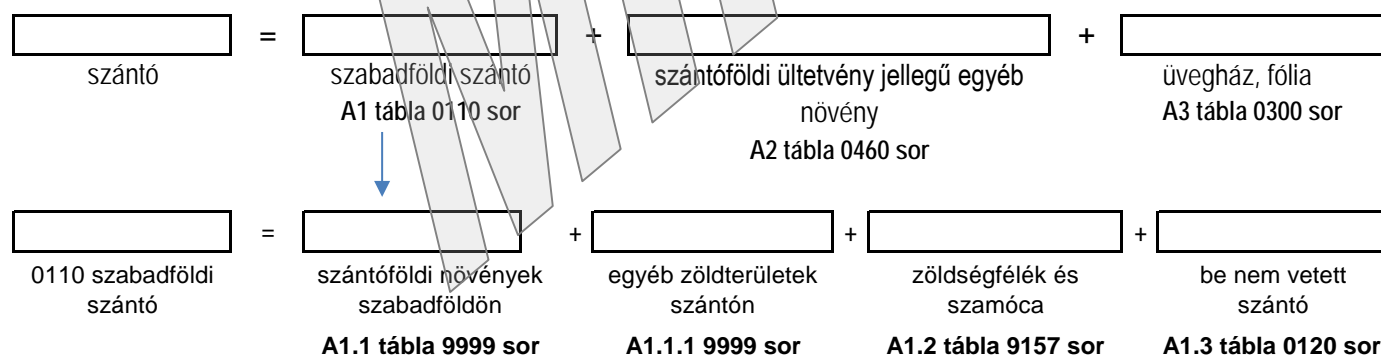 = + +
szántó szabadföldi szántó szántóföldi ültetvény jellegű egyéb üvegház, fólia
A1 tábla 0110 sor növény A3 tábla 0300 sor
A2 tábla 0460 sor
= + + +
0110 szabadföldi szántóföldi növények egyéb zöldterületek zöldségfélék és be nem vetett
szántó szabadföldön szántón szamóca szántó
A1.1 tábla 9999 sor A1.1.1 9999 sor A1.2 tábla 9157 sor A1.3 tábla 0120 sor